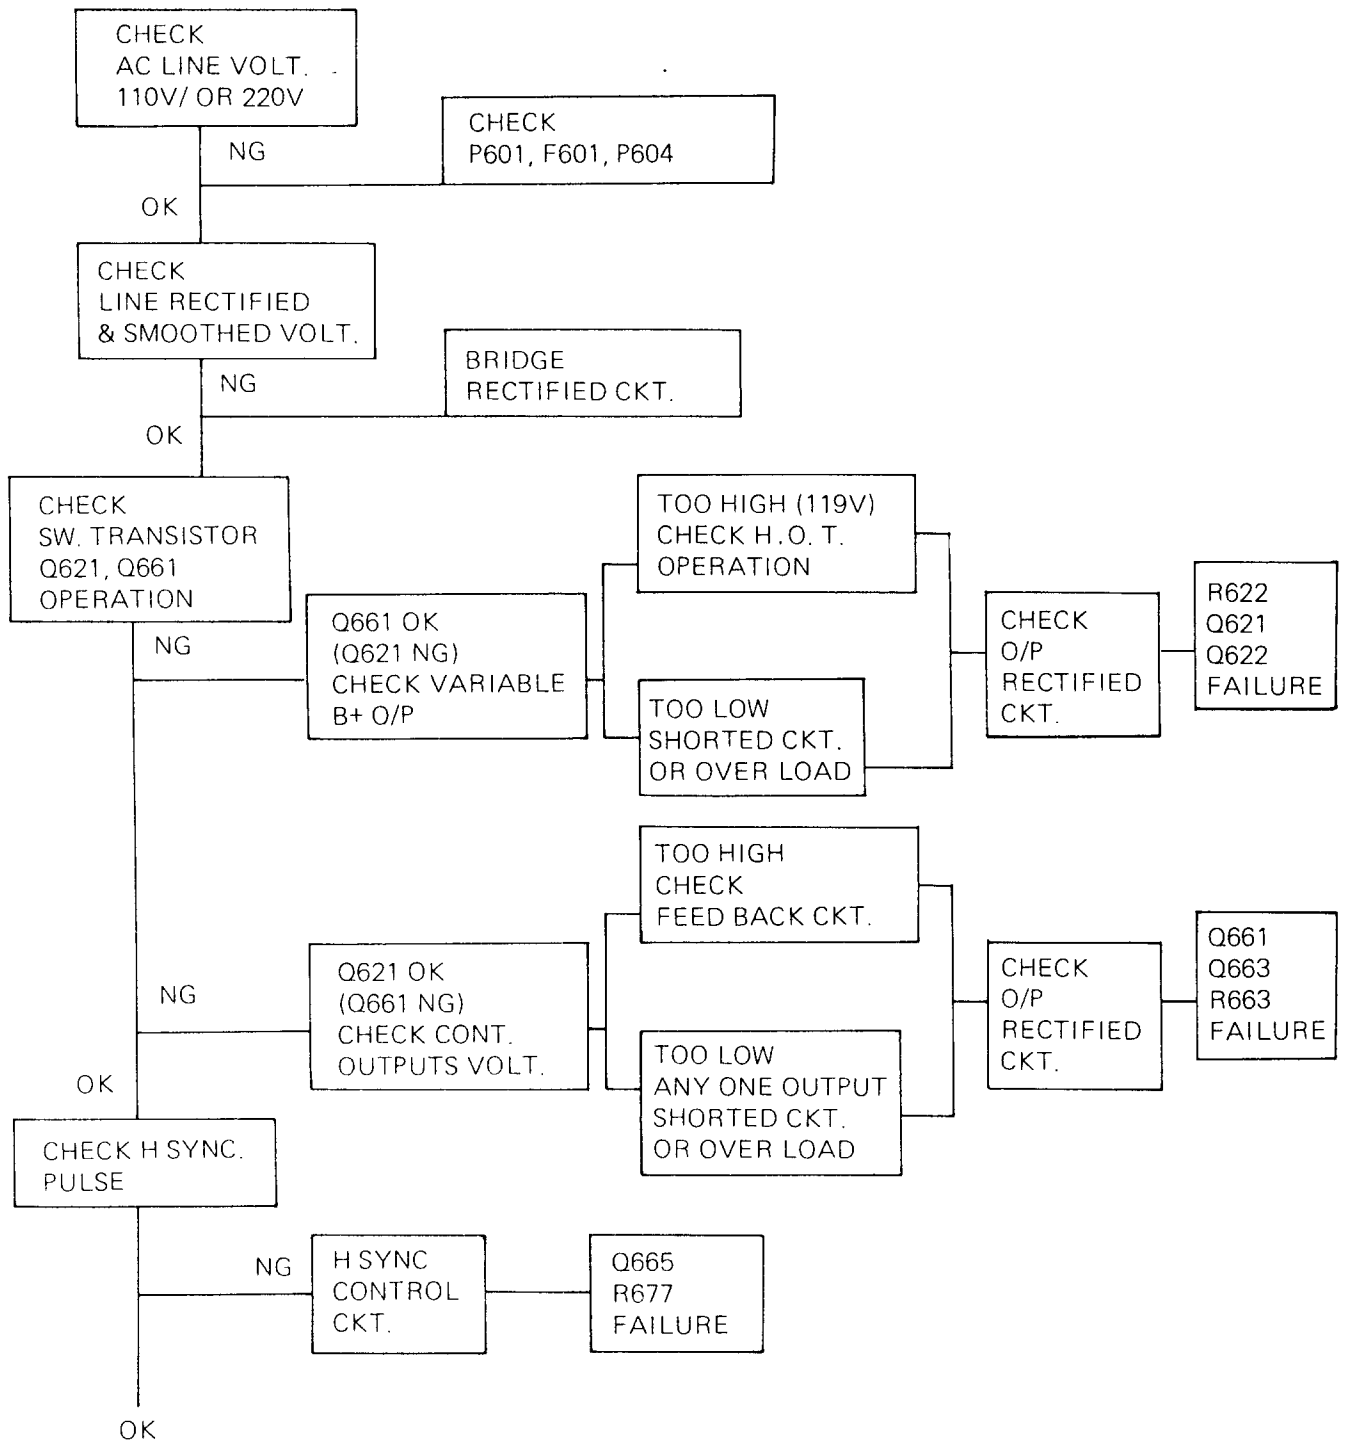 CHECK
AC LINE VOLT.
110V/ OR 220V
NG
CHECK
P601, F601, P604
OK
CHECK
LINE RECTIFIED
& SMOOTHED VOLT.
NG
BRIDGE
RECTIFIED CKT.
OK
CHECK
SW. TRANSISTOR
Q621, Q661
OPERATION
NG
Q661 OK
(Q621 NG)
CHECK VARIABLE
B+ O/P
TOO HIGH (119V)
CHECK H.O.T.
OPERATION
TOO LOW
SHORTED CKT.
OR OVER LOAD
CHECK
O/P
RECTIFIED
CKT.
R622
Q621
Q622
FAILURE
NG
Q621 OK
(Q661 NG)
CHECK CONT.
OUTPUTS VOLT.
TOO HIGH
CHECK
FEED BACK CKT.
TOO LOW
ANY ONE OUTPUT
SHORTED CKT.
OR OVER LOAD
CHECK
O/P
RECTIFIED
CKT.
Q661
Q663
R663
FAILURE
OK
CHECK H SYNC.
PULSE
NG
H SYNC
CONTROL
CKT.
Q665
R677
FAILURE
OK